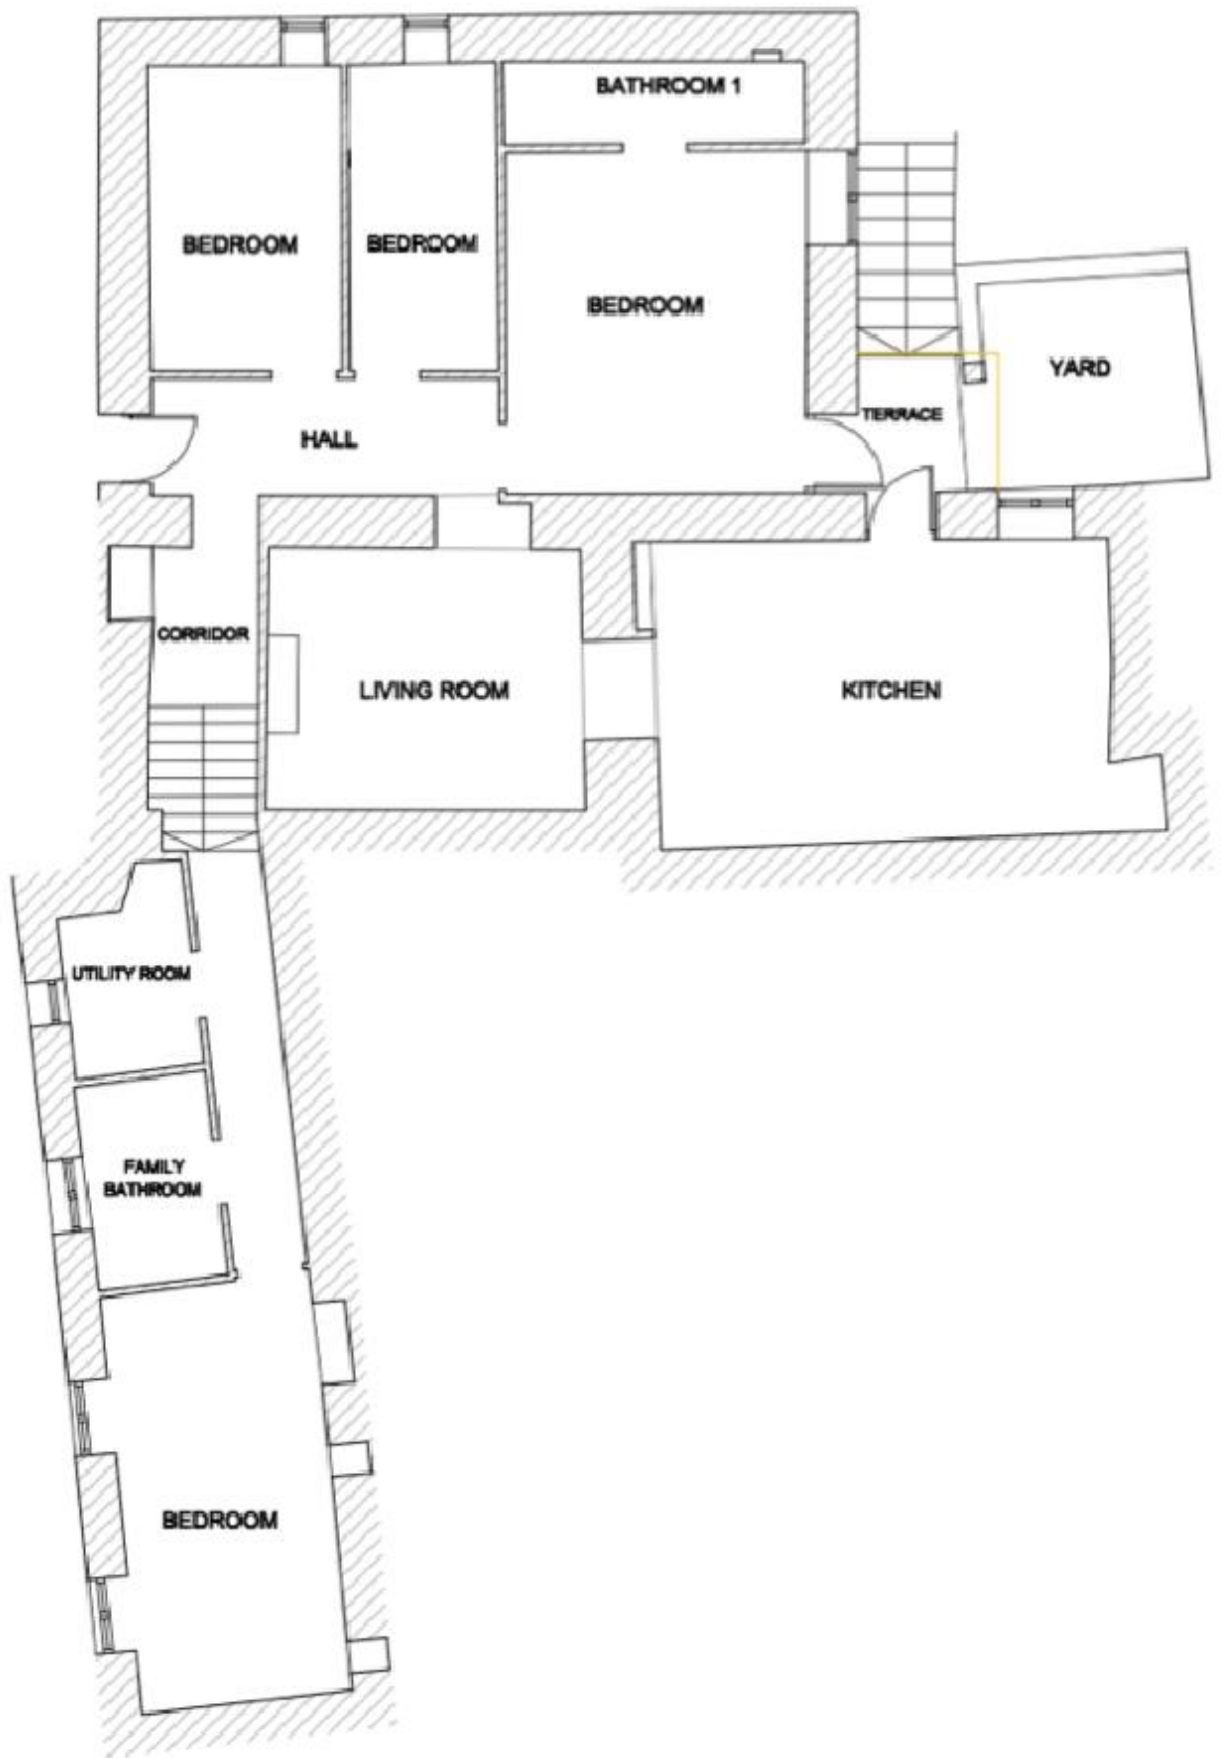 BATHROOM 1
BEDROOM
BEDROOM
BEDROOM
YARD
TERRACE
HALL
CORRIDOR
LIVING ROOM
KITCHEN
UTILITY ROOM
FAMILY
BATHROOM
BEDROOM